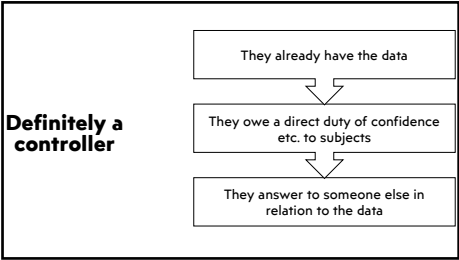 Definitely a
controller
They already have the data
They owe a direct duty of confidence
etc. to subjects
They answer to someone else in
relation to the data